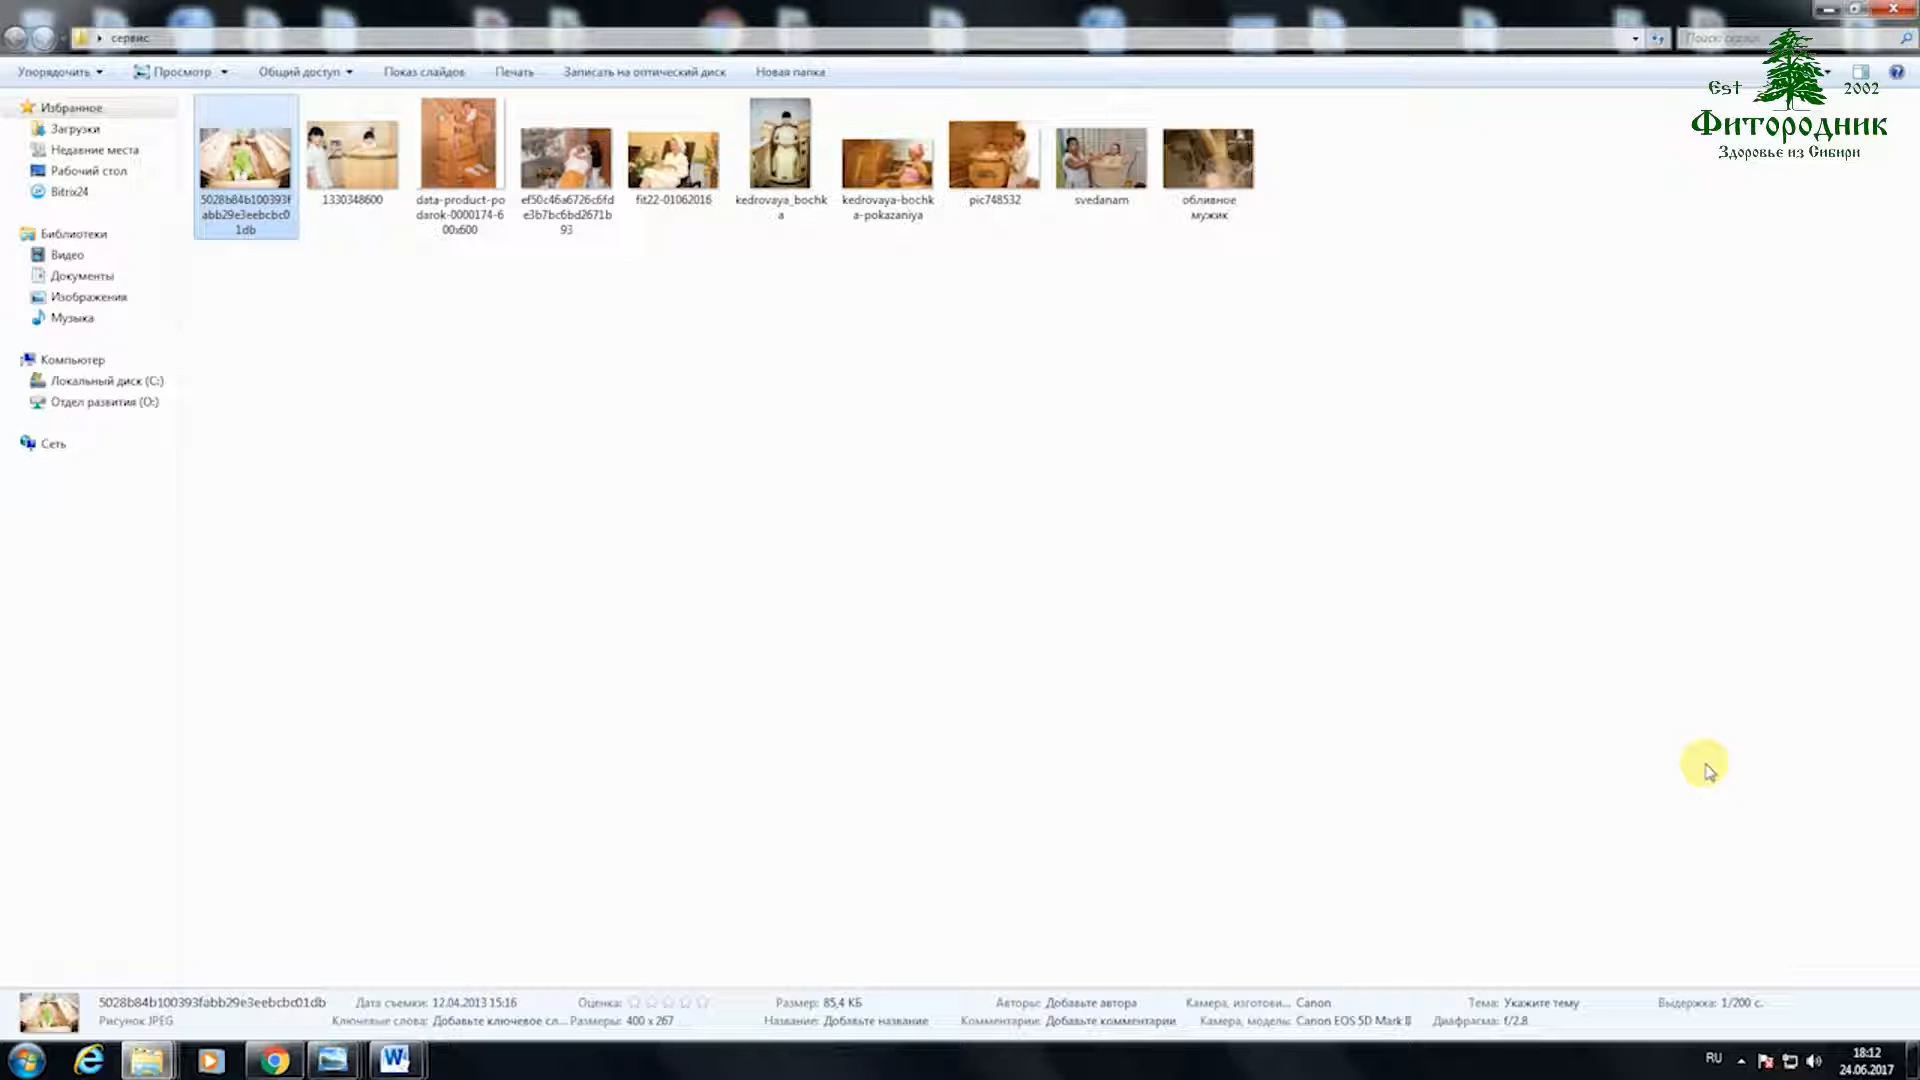 сервис
Поиск: сервис
Упорядочить
Просмотр
Общий доступ
Показ слайдов
Печать
Записать на оптический диск
Новая папка
Est 2002
Фитородник
Здоровье из Сибири
Избранное
Загрузки
Недавние места
Рабочий стол
Bitrix24
Библиотеки
Видео
Документы
Изображения
Музыка
Компьютер
Локальный диск (C:)
Отдел развития (O:)
Сеть
5028b84b100393f
abb29e3eebcbc0
1db
1330348600
data-product-po
darok-0000174-6
00x600
ef50c46a6726c6fd
e3b7bc6bd2671b
93
fit22-01062016
kedrovaya_bochk
a
kedrovaya-bochk
a-pokazaniya
pic748532
svedanam
обливное
мужик
5028b84b100393fabb29e3eebcbc01db
Рисунок JPEG
Дата съемки: 12.04.2013 15:16
Ключевые слова: Добавьте ключевое сл...
Оценка:
Размеры: 400 x 267
Размер: 85,4 КБ
Название: Добавьте название
Авторы: Добавьте автора
Комментарии: Добавьте комментарии
Камера, изготови... Canon
Камера, модель: Canon EOS 5D Mark II
Тема: Укажите тему
Диафрагма: f/2.8
Выдержка: 1/200 с.
RU
18:12
24.06.2017